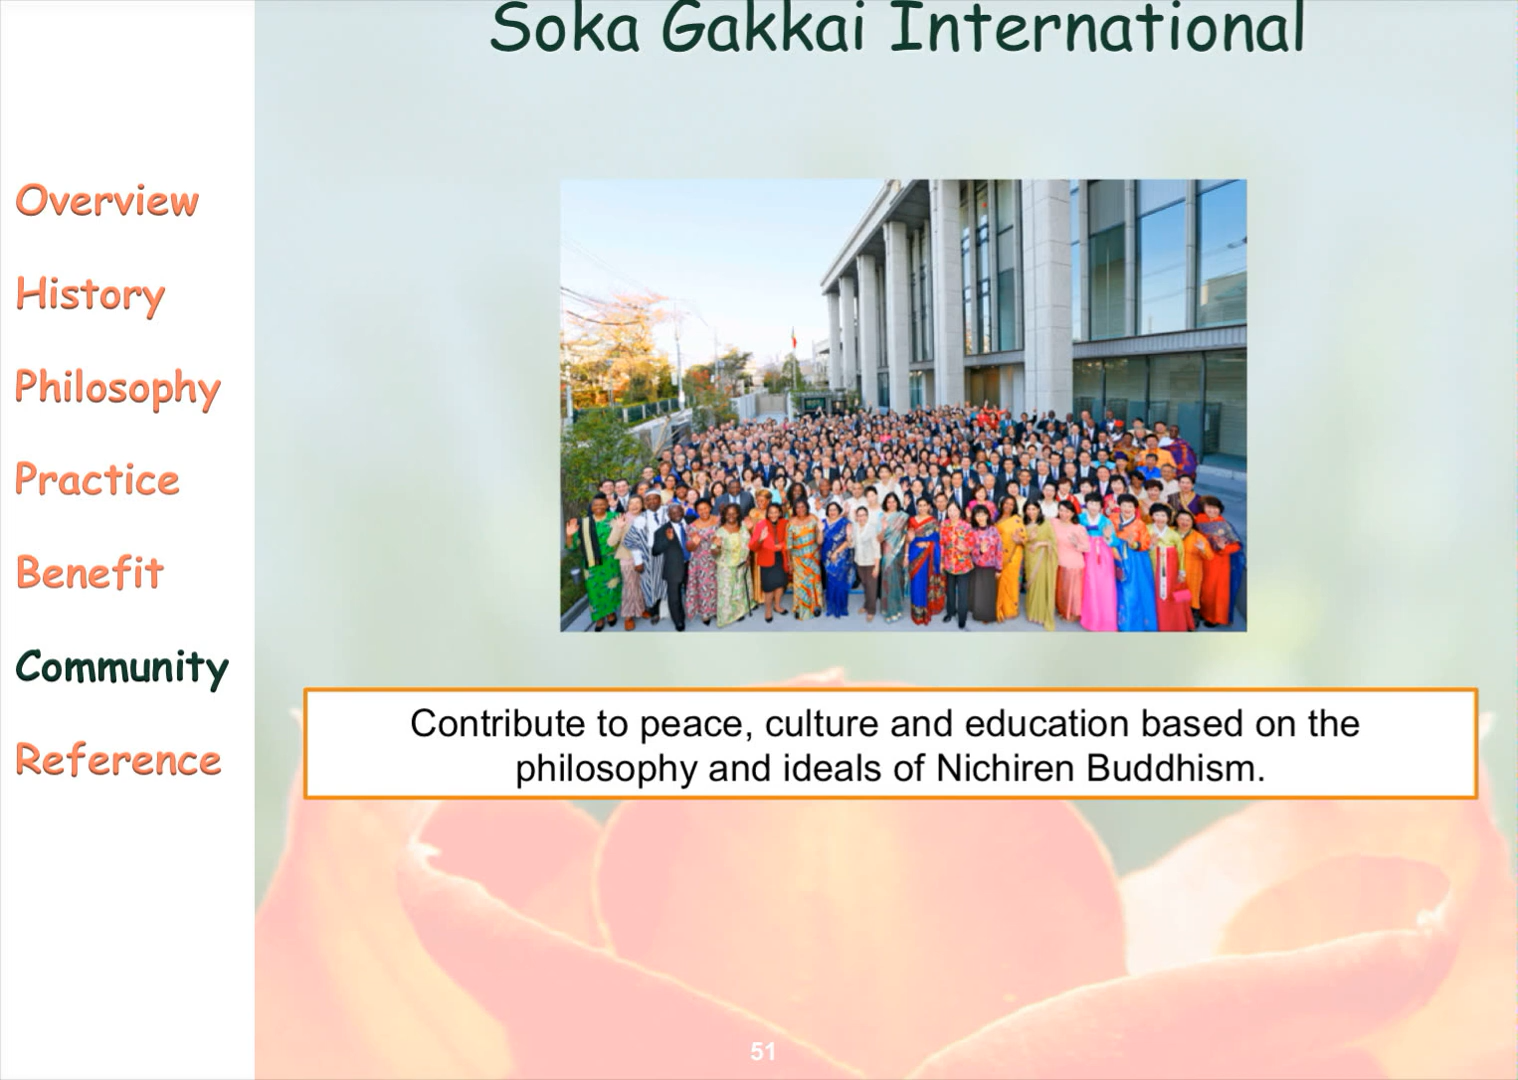 Soka Gakkai International
Overview
History
Philosophy
Practice
Benefit
Community
Reference
Contribute to peace, culture and education based on the
philosophy and ideals of Nichiren Buddhism.
51